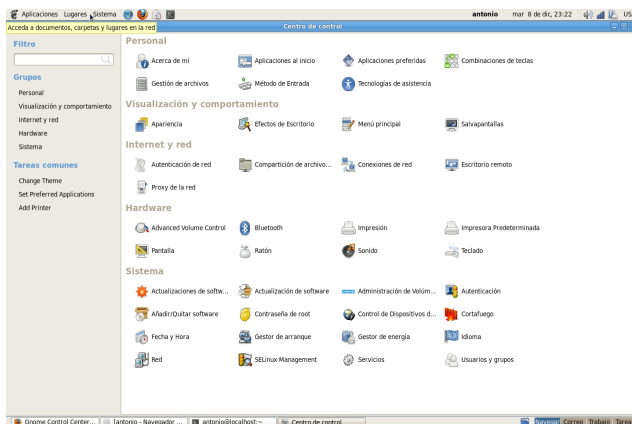 Aplicaciones Lugares Sistema antonio mar 8 de dic, 23:22 US
Acceda a documentos, carpetas y lugares en la red
Centro de control
Filtro
Grupos
Personal
Visualización y comportamiento
Internet y red
Hardware
Sistema
Tareas comunes
Change Theme
Set Preferred Applications
Add Printer
Personal
Acerca de mí Aplicaciones al inicio Aplicaciones preferidas Combinaciones de teclas
Gestión de archivos Método de Entrada Tecnologías de asistencia
Visualización y comportamiento
Apariencia Efectos de Escritorio Menú principal Salvapantallas
Internet y red
Autenticación de red Compartición de archivo... Conexiones de red Escritorio remoto
Proxy de la red
Hardware
Advanced Volume Control Bluetooth Impresión Impresora Predeterminada
Pantalla Ratón Sonido Teclado
Sistema
Actualizaciones de softw... Actualización de software Administración de Volúm... Autenticación
Añadir/Quitar software Contraseña de root Control de Dispositivos d... Cortafuego
Fecha y Hora Gestor de arranque Gestor de energía Idioma
Red SELinux Management Servicios Usuarios y grupos
Gnome Control Center... [antonio - Navegador ... antonio@localhost:~ Centro de control Navegar Correo Trabajo Tarea